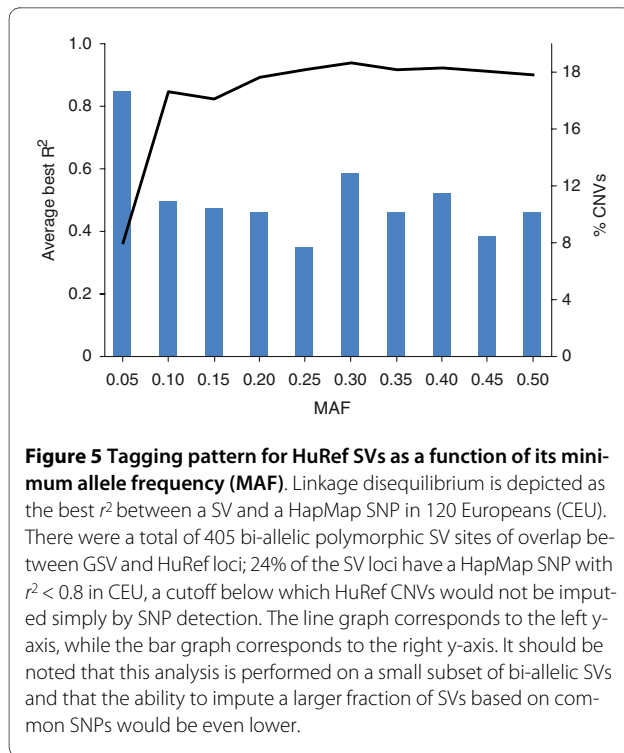 1.0
0.8
0.6
0.4
0.2
0
Average best R²
18
16
12
8
4
0
% CNVs
0.05 0.10 0.15 0.20 0.25 0.30 0.35 0.40 0.45 0.50
MAF
Figure 5 Tagging pattern for HuRef SVs as a function of its mini-
mum allele frequency (MAF). Linkage disequilibrium is depicted as
the best r² between a SV and a HapMap SNP in 120 Europeans (CEU).
There were a total of 405 bi-allelic polymorphic SV sites of overlap be-
tween GSV and HuRef loci; 24% of the SV loci have a HapMap SNP with
r² < 0.8 in CEU, a cutoff below which HuRef CNVs would not be imput-
ed simply by SNP detection. The line graph corresponds to the left y-
axis, while the bar graph corresponds to the right y-axis. It should be
noted that this analysis is performed on a small subset of bi-allelic SVs
and that the ability to impute a larger fraction of SVs based on com-
mon SNPs would be even lower.